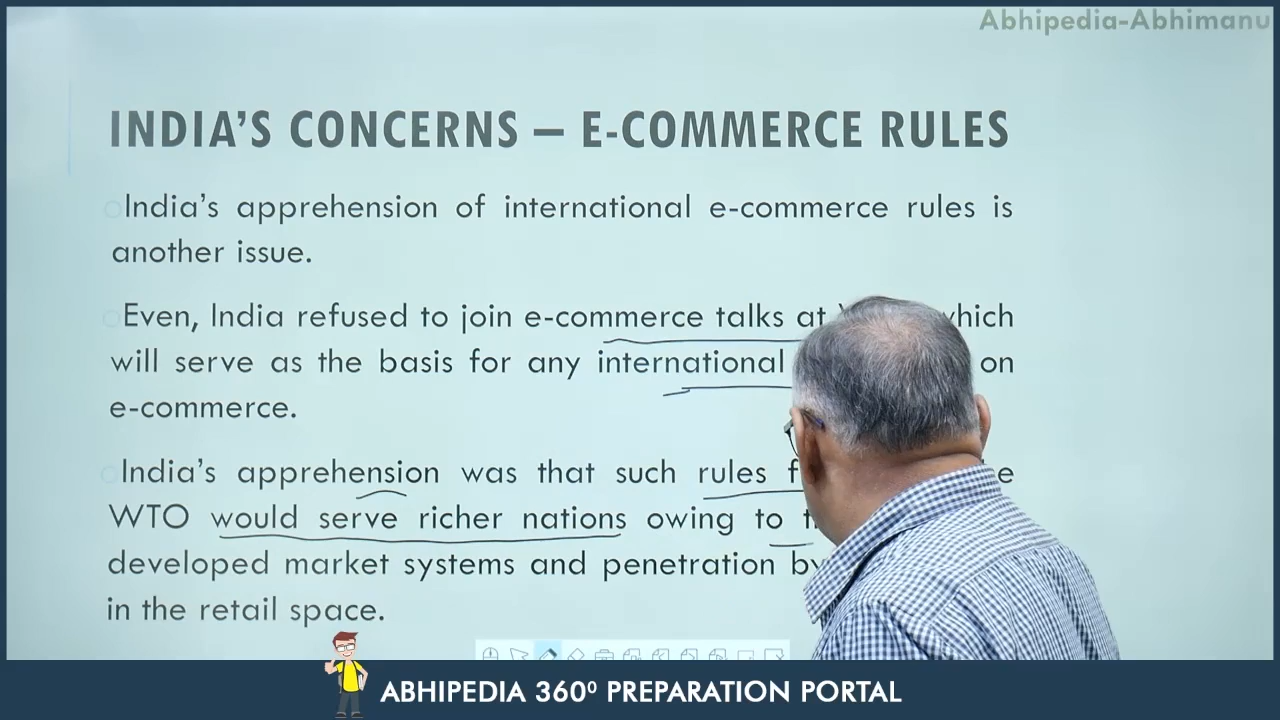 Abhipedia-Abhimanu
INDIA'S CONCERNS – E-COMMERCE RULES
India's apprehension of international e-commerce rules is
another issue.
Even, India refused to join e-commerce talks at which
will serve as the basis for any international on
e-commerce.
India's apprehension was that such rules
WTO would serve richer nations owing to
developed market systems and penetration by
in the retail space.
ABHIPEDIA 360⁰ PREPARATION PORTAL